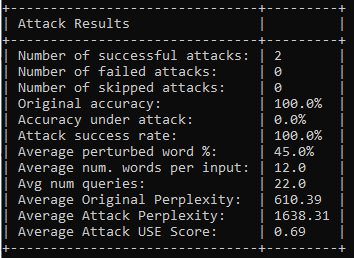 Attack Results
Number of successful attacks: 2
Number of failed attacks: 0
Number of skipped attacks: 0
Original accuracy: 100.0%
Accuracy under attack: 0.0%
Attack success rate: 100.0%
Average perturbed word %: 45.0%
Average num. words per input: 12.0
Avg num queries: 22.0
Average Original Perplexity: 610.39
Average Attack Perplexity: 1638.31
Average Attack USE Score: 0.69